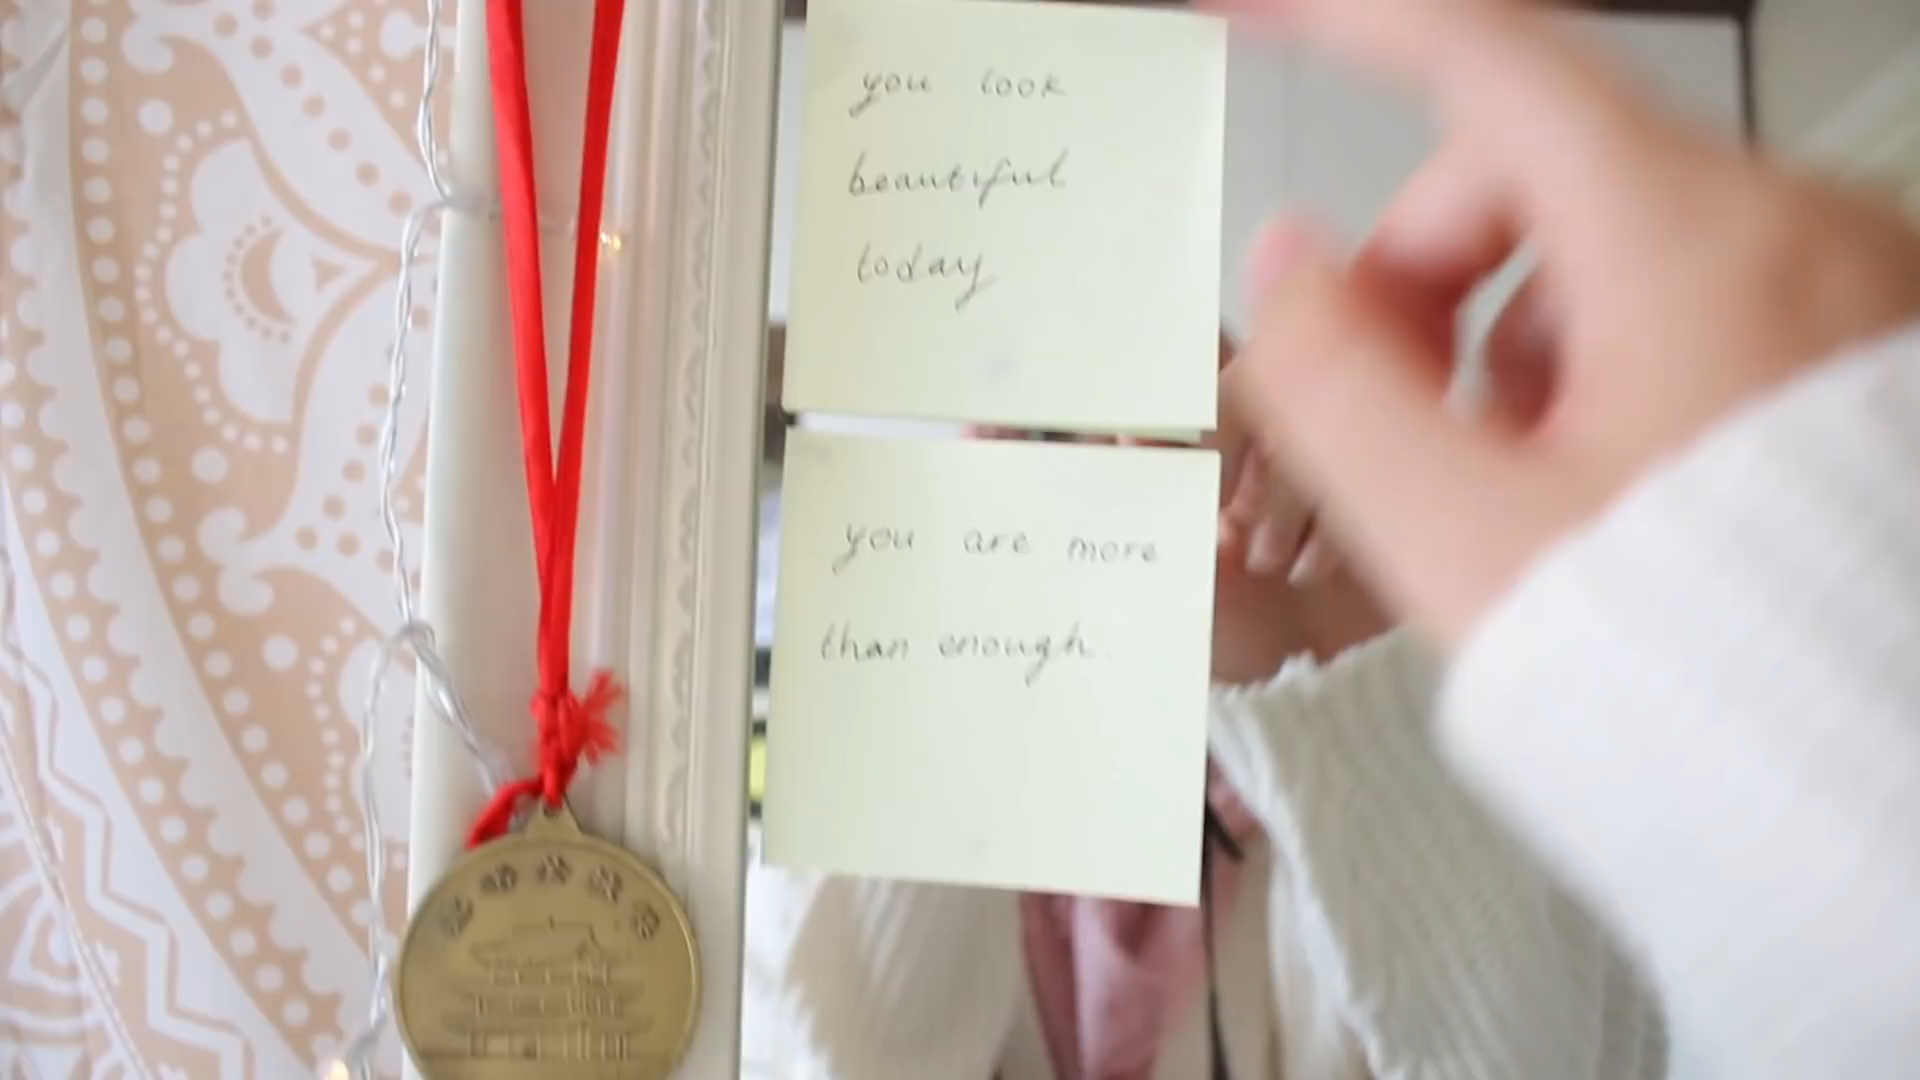 you look
beautiful
today
you are more
than enough.